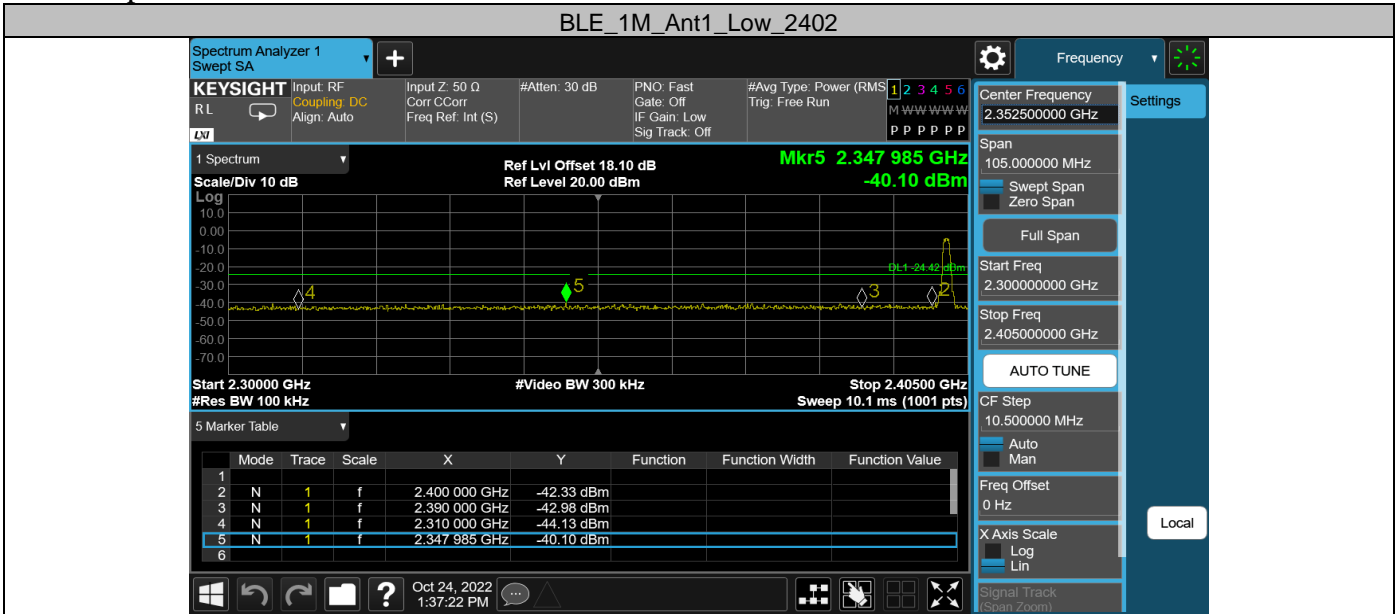 BLE_1M_Ant1_Low_2402
Spectrum Analyzer 1
Swept SA
Frequency
KEYSIGHT
RL
LXI
Input: RF
Coupling: DC
Align: Auto
Input Z: 50 Ω
Corr CCorr
Freq Ref: Int (S)
#Atten: 30 dB
PNO: Fast
Gate: Off
IF Gain: Low
Sig Track: Off
#Avg Type: Power (RMS
Trig: Free Run
1 2 3 4 5 6
M W W W W W
P P P P P P
1 Spectrum
Scale/Div 10 dB
Ref Lvl Offset 18.10 dB
Ref Level 20.00 dBm
Mkr5 2.347 985 GHz
-40.10 dBm
Log
10.0
0.00
-10.0
-20.0
-30.0
-40.0
-50.0
-60.0
-70.0
DL1 -24.42 dBm
4
5
3
2
Start 2.30000 GHz
#Video BW 300 kHz
Stop 2.40500 GHz
#Res BW 100 kHz
Sweep 10.1 ms (1001 pts)
5 Marker Table
Mode Trace Scale X Y Function Function Width Function Value
1
2 N 1 f 2.400 000 GHz -42.33 dBm
3 N 1 f 2.390 000 GHz -42.98 dBm
4 N 1 f 2.310 000 GHz -44.13 dBm
5 N 1 f 2.347 985 GHz -40.10 dBm
6
?
Oct 24, 2022
1:37:22 PM
Center Frequency
2.352500000 GHz
Settings
Span
105.000000 MHz
Swept Span
Zero Span
Full Span
Start Freq
2.300000000 GHz
Stop Freq
2.405000000 GHz
AUTO TUNE
CF Step
10.500000 MHz
Auto
Man
Freq Offset
0 Hz
X Axis Scale
Log
Lin
Local
Signal Track
(Span Zoom)